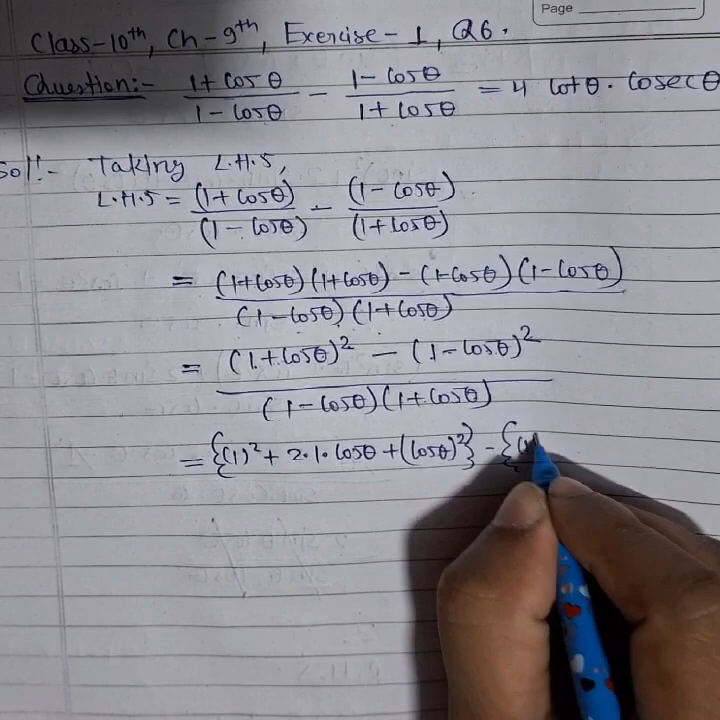 Page
Class-10th, Ch-9th, Exercise-1, Q6.
Question:- (1+cosθ)/(1-cosθ) - (1-cosθ)/(1+cosθ) = 4 cotθ·cosecθ
Sol!- Taking L.H.S,
L.H.S = (1+cosθ)/(1-cosθ) - (1-cosθ)/(1+cosθ)
= ((1+cosθ)(1+cosθ)-(1-cosθ)(1-cosθ))/((1-cosθ)(1+cosθ))
= ((1+cosθ)² - (1-cosθ)²)/((1-cosθ)(1+cosθ))
= {(1)²+2·1·cosθ+(cosθ)²} - {(1